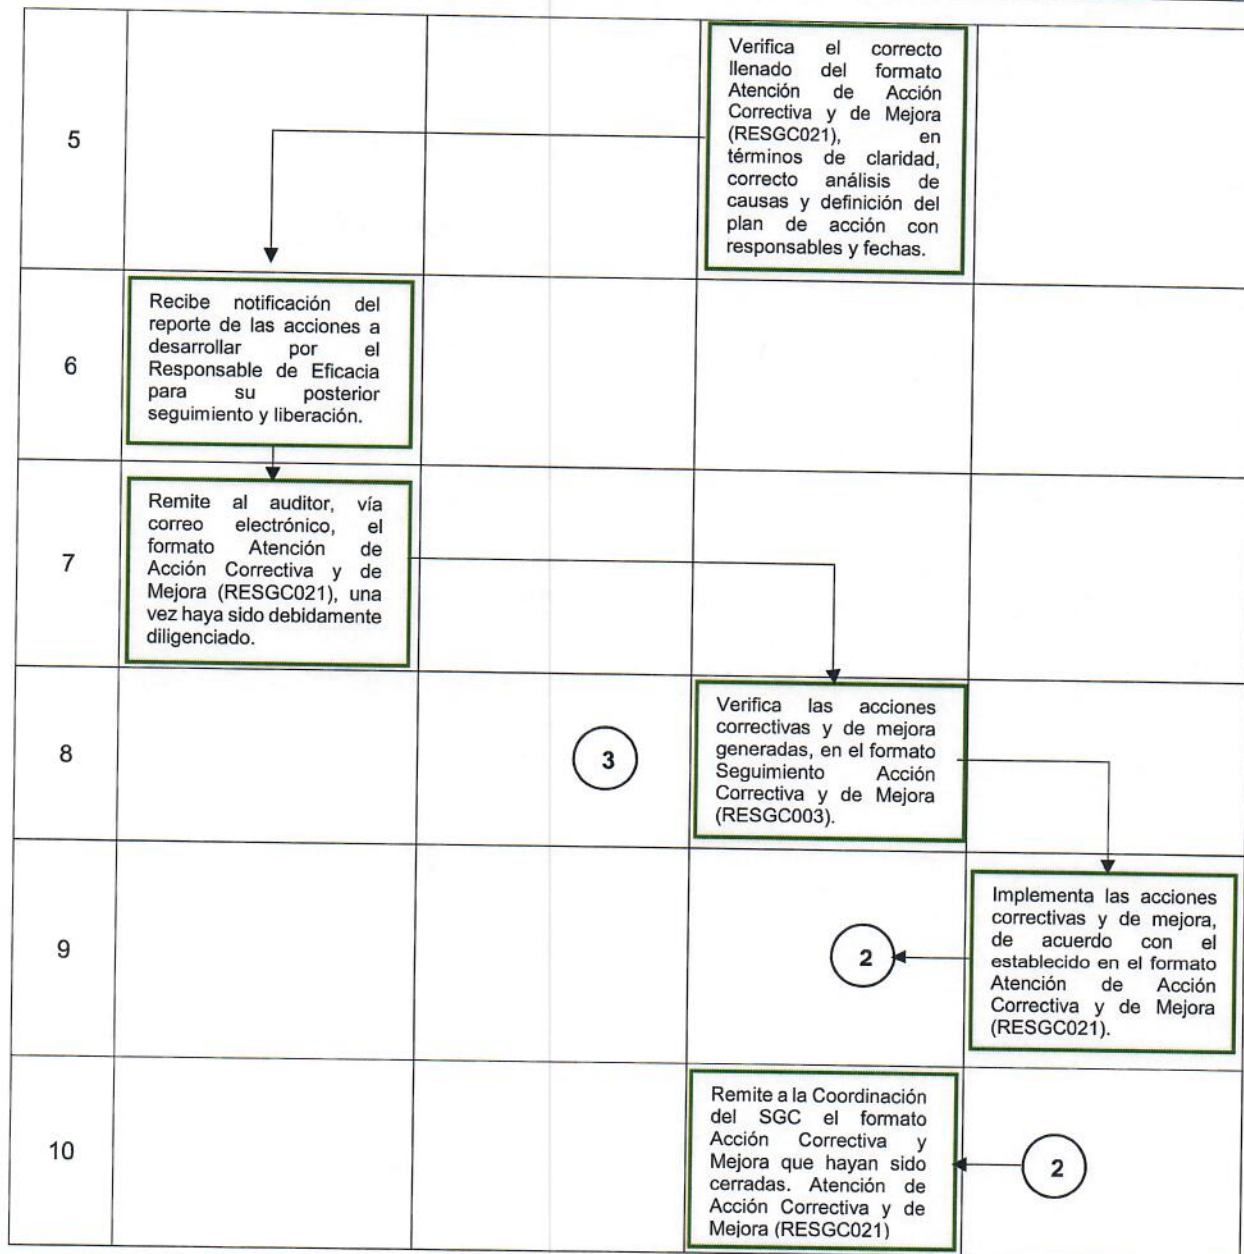 5
Verifica el correcto
llenado del formato
Atención de Acción
Correctiva y de Mejora
(RESGC021), en
términos de claridad,
correcto análisis de
causas y definición del
plan de acción con
responsables y fechas.
6
Recibe notificación del
reporte de las acciones a
desarrollar por el
Responsable de Eficacia
para su posterior
seguimiento y liberación.
7
Remite al auditor, vía
correo electrónico, el
formato Atención de
Acción Correctiva y de
Mejora (RESGC021), una
vez haya sido debidamente
diligenciado.
8
3
Verifica las acciones
correctivas y de mejora
generadas, en el formato
Seguimiento Acción
Correctiva y de Mejora
(RESGC003).
9
2
Implementa las acciones
correctivas y de mejora,
de acuerdo con el
establecido en el formato
Atención de Acción
Correctiva y de Mejora
(RESGC021).
10
Remite a la Coordinación
del SGC el formato
Acción Correctiva y
Mejora que hayan sido
cerradas. Atención de
Acción Correctiva y de
Mejora (RESGC021)
2